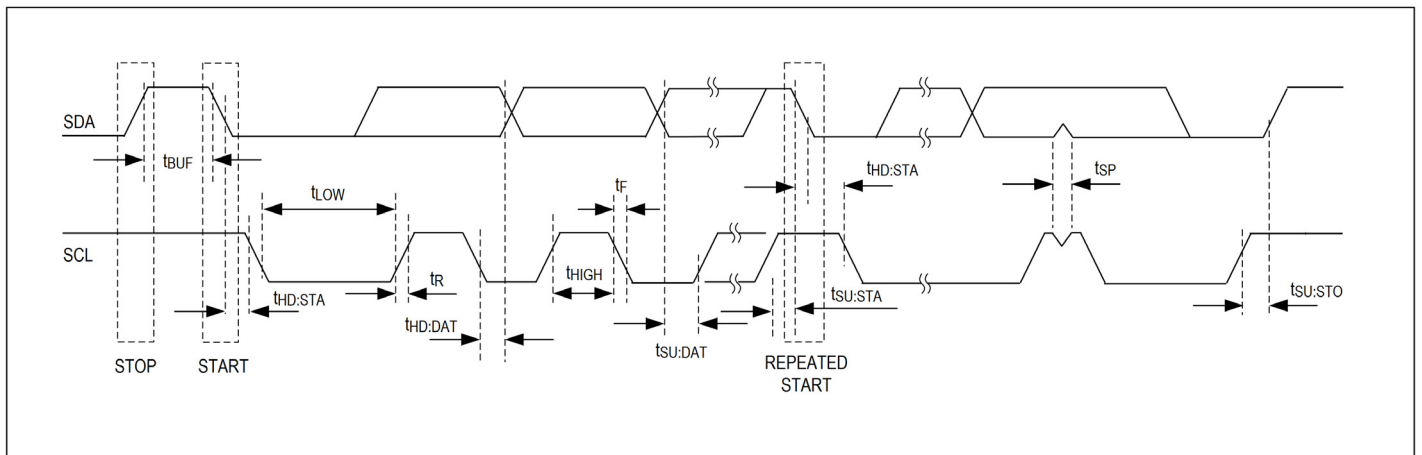 SDA
tBUF
tLOW
tF
tHD:STA
tSP
SCL
tHD:STA
tR
tHD:DAT
tHIGH
tSU:DAT
tSU:STA
tSU:STO
STOP
START
REPEATED
START